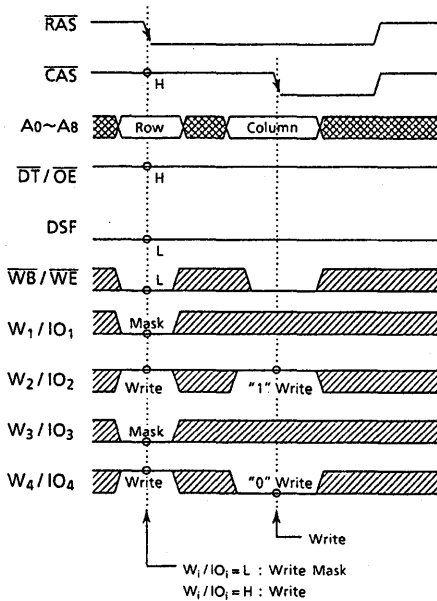 RAS
CAS
H
A0~A8
Row
Column
DT / OE
H
DSF
L
WB / WE
L
W1 / IO1
Mask
W2 / IO2
Write
"1" Write
W3 / IO3
Mask
W4 / IO4
Write
"0" Write
Write
Wi / IOi = L : Write Mask
Wi / IOi = H : Write